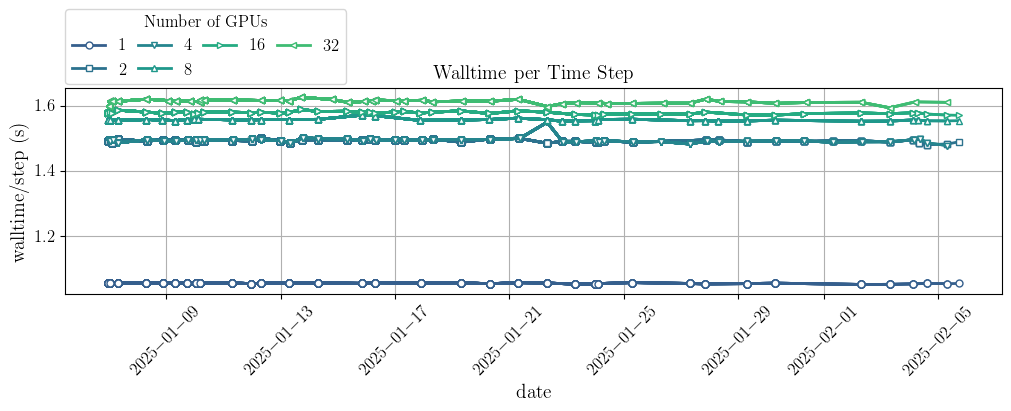 Number of GPUs
1 4 16 32
2 8
Walltime per Time Step
walltime/step (s)
1.6
1.4
1.2
2025−01−09 2025−01−13 2025−01−17 2025−01−21 2025−01−25 2025−01−29 2025−02−01 2025−02−05
date